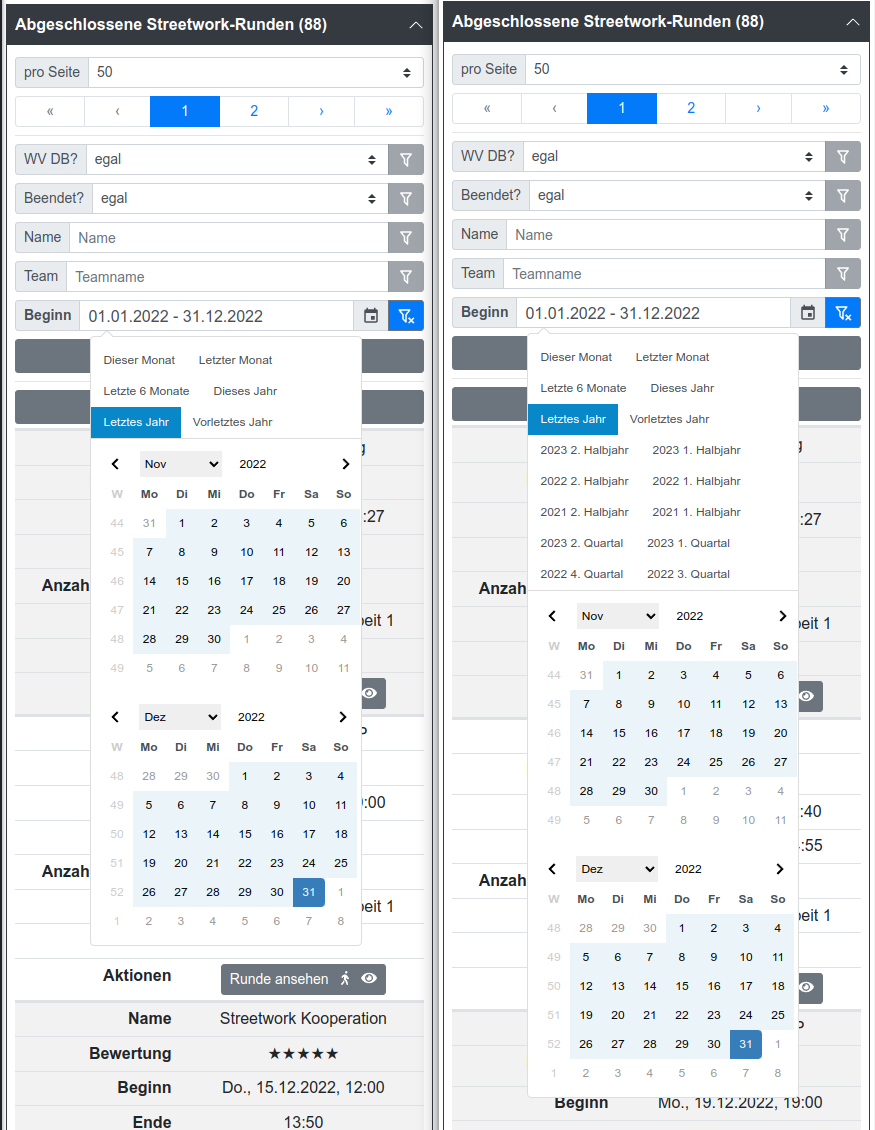 Abgeschlossene Streetwork-Runden (88)
pro Seite 50
« ‹ 1 2 › »
WV DB? egal
Beendet? egal
Name Name
Team Teamname
Beginn 01.01.2022 - 31.12.2022
Dieser Monat Letzter Monat
Letzte 6 Monate Dieses Jahr
Letztes Jahr Vorletztes Jahr
Nov 2022
W Mo Di Mi Do Fr Sa So
44 31 1 2 3 4 5 6
:27
45 7 8 9 10 11 12 13
46 14 15 16 17 18 19 20
Anzah
47 21 22 23 24 25 26 27
eit 1
48 28 29 30 1 2 3 4
49 5 6 7 8 9 10 11
Dez 2022
W Mo Di Mi Do Fr Sa So
48 28 29 30 1 2 3 4
49 5 6 7 8 9 10 11
:00
50 12 13 14 15 16 17 18
51 19 20 21 22 23 24 25
Anzah
52 26 27 28 29 30 31 1
eit 1
1 2 3 4 5 6 7 8
Aktionen Runde ansehen
Name Streetwork Kooperation
Bewertung ★★★★★
Beginn Do., 15.12.2022, 12:00
Ende 13:50
Abgeschlossene Streetwork-Runden (88)
pro Seite 50
« ‹ 1 2 › »
WV DB? egal
Beendet? egal
Name Name
Team Teamname
Beginn 01.01.2022 - 31.12.2022
Dieser Monat Letzter Monat
Letzte 6 Monate Dieses Jahr
Letztes Jahr Vorletztes Jahr
2023 2. Halbjahr 2023 1. Halbjahr
2022 2. Halbjahr 2022 1. Halbjahr
2021 2. Halbjahr 2021 1. Halbjahr
:27
2023 2. Quartal 2023 1. Quartal
2022 4. Quartal 2022 3. Quartal
Anzah
Nov 2022
eit 1
W Mo Di Mi Do Fr Sa So
44 31 1 2 3 4 5 6
45 7 8 9 10 11 12 13
46 14 15 16 17 18 19 20
47 21 22 23 24 25 26 27
48 28 29 30 1 2 3 4
:40
49 5 6 7 8 9 10 11
:55
Dez 2022
Anzah
W Mo Di Mi Do Fr Sa So
eit 1
48 28 29 30 1 2 3 4
49 5 6 7 8 9 10 11
50 12 13 14 15 16 17 18
51 19 20 21 22 23 24 25
52 26 27 28 29 30 31 1
1 2 3 4 5 6 7 8
Beginn Mo., 19.12.2022, 19:00